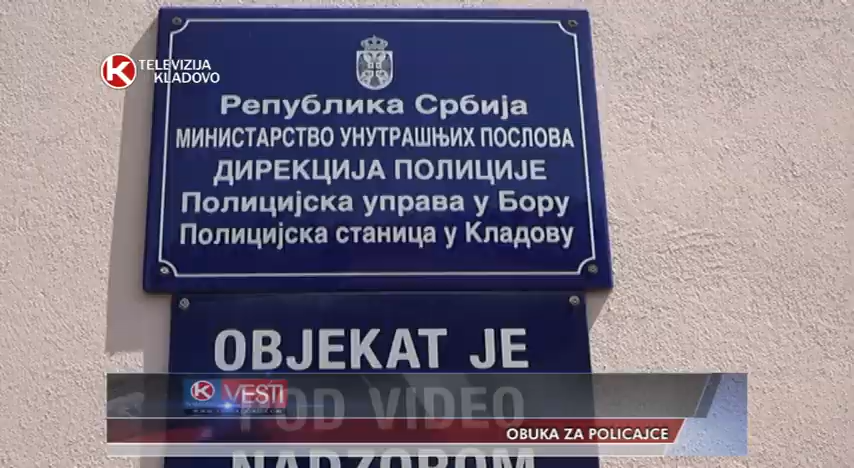 TELEVIZIJA
KLADOVO
Република Србија
МИНИСТАРСТВО УНУТРАШЊИХ ПОСЛОВА
ДИРЕКЦИЈА ПОЛИЦИЈЕ
Полицијска управа у Бору
Полицијска станица у Кладову
OBJEKAT JE
POD VIDEO
NADZOROM
VESTI
OBUKA ZA POLICAJCE